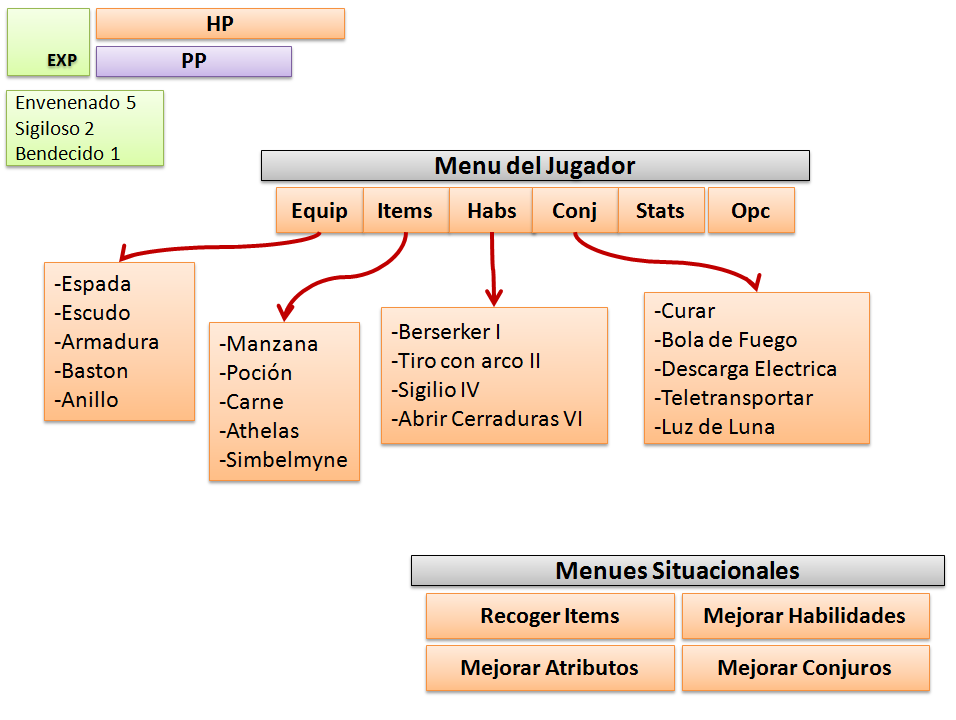 HP
EXP
PP
Envenenado 5
Sigiloso 2
Bendecido 1
Menu del Jugador
Equip
Items
Habs
Conj
Stats
Opc
-Espada
-Escudo
-Armadura
-Baston
-Anillo
-Manzana
-Poción
-Carne
-Athelas
-Simbelmyne
-Berserker I
-Tiro con arco II
-Sigilio IV
-Abrir Cerraduras VI
-Curar
-Bola de Fuego
-Descarga Electrica
-Teletransportar
-Luz de Luna
Menues Situacionales
Recoger Items
Mejorar Habilidades
Mejorar Atributos
Mejorar Conjuros